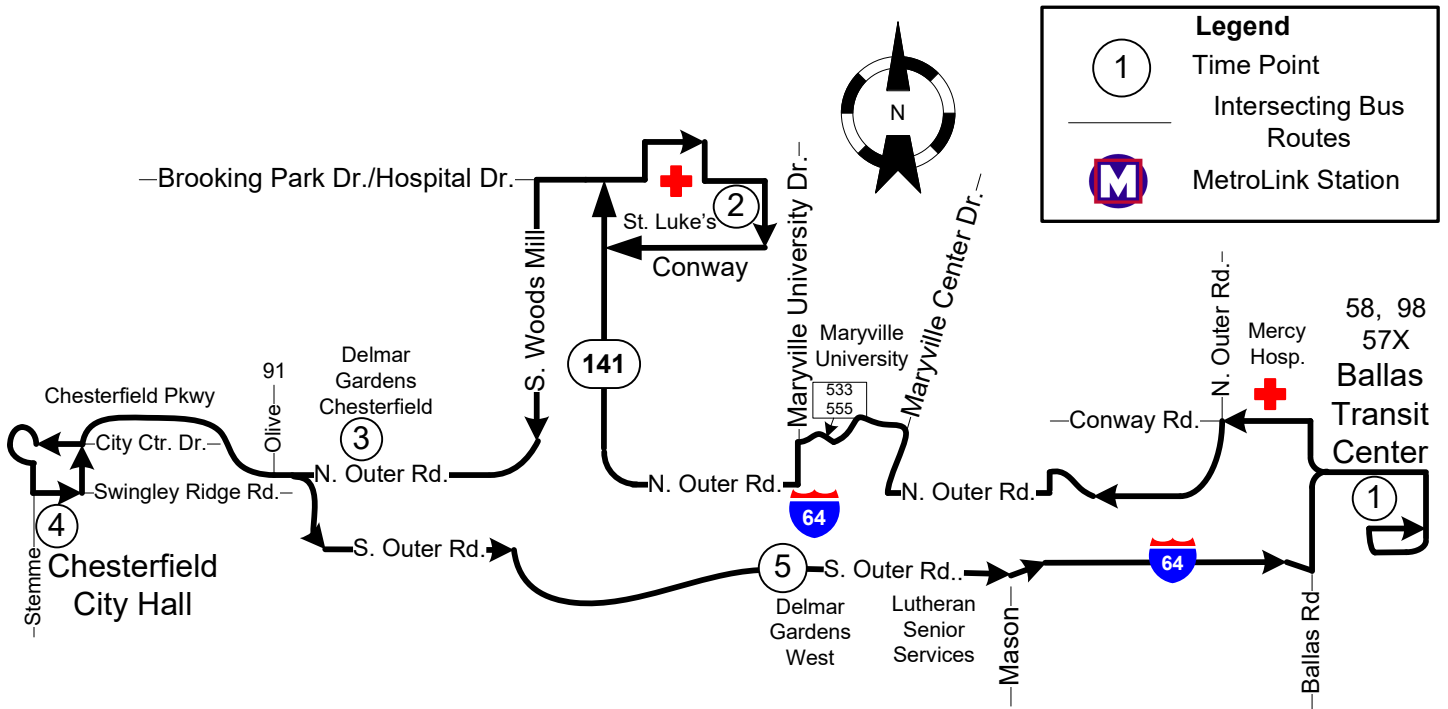 Legend
1
Time Point
Intersecting Bus
Routes
M
MetroLink Station
N
Brooking Park Dr./Hospital Dr.
2
St. Luke's
Conway
S. Woods Mill
141
Maryville University Dr.
Maryville Center Dr.
Maryville
University
533
555
N. Outer Rd.
Mercy
Hosp.
58, 98
57X
Ballas
Transit
Center
1
Conway Rd.
Delmar
Gardens
Chesterfield
3
91
Olive
Chesterfield Pkwy
City Ctr. Dr.
Swingley Ridge Rd.
N. Outer Rd.
N. Outer Rd.
N. Outer Rd.
64
4
Chesterfield
City Hall
Stemme
S. Outer Rd.
5
S. Outer Rd..
Delmar
Gardens
West
Lutheran
Senior
Services
Mason
64
Ballas Rd